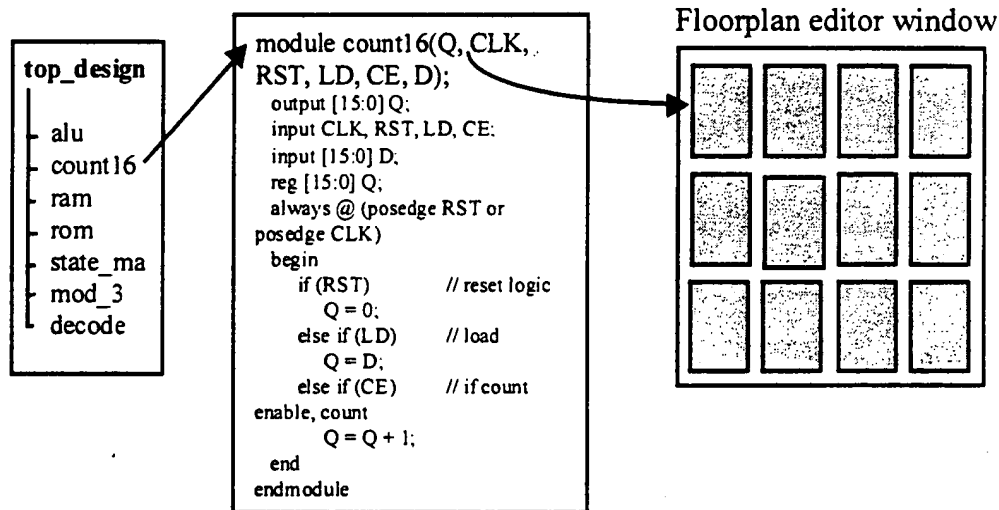 top_design
alu
count16
ram
rom
state_ma
mod_3
decode
module count16(Q, CLK,
RST, LD, CE, D);
output [15:0] Q;
input CLK, RST, LD, CE;
input [15:0] D;
reg [15:0] Q;
always @ (posedge RST or
posedge CLK)
begin
if (RST) // reset logic
Q = 0;
else if (LD) // load
Q = D;
else if (CE) // if count
enable, count
Q = Q + 1;
end
endmodule
Floorplan editor window